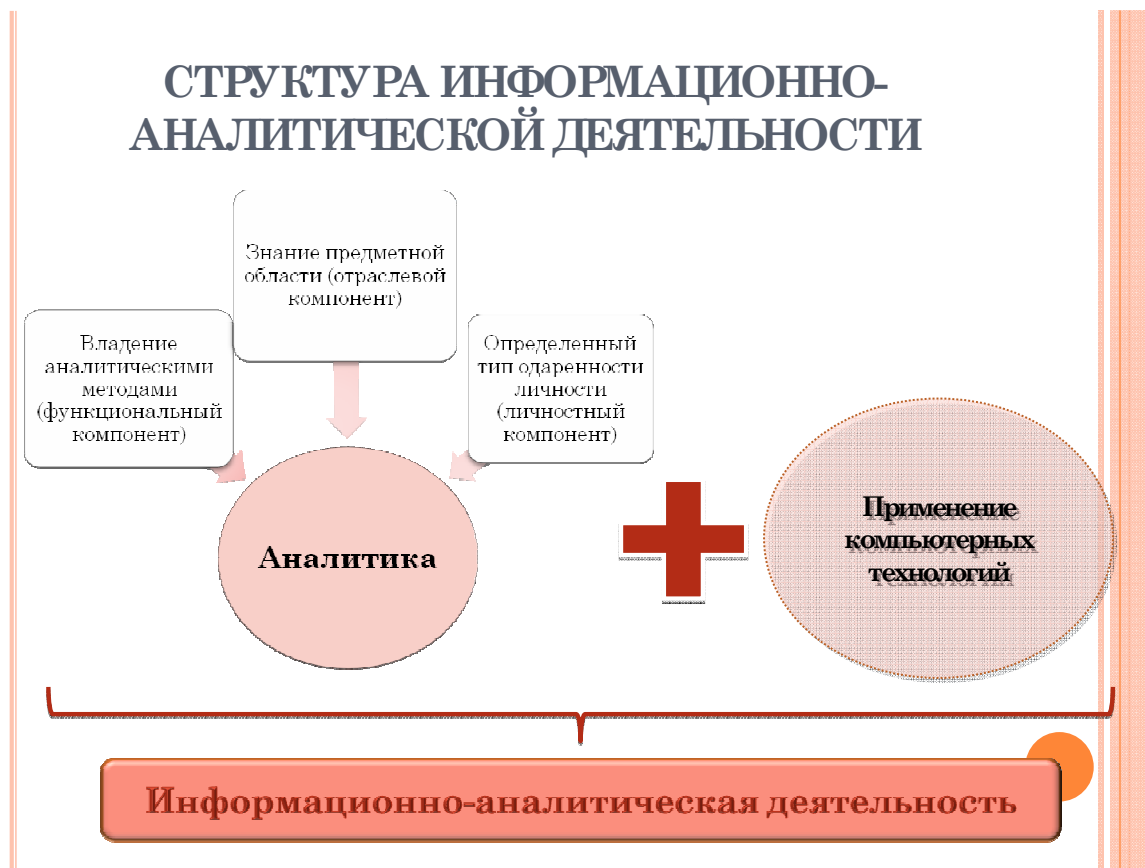 СТРУКТУРА ИНФОРМАЦИОННО-
АНАЛИТИЧЕСКОЙ ДЕЯТЕЛЬНОСТИ
Знание предметной
области (отраслевой
компонент)
Владение
аналитическими
методами
(функциональный
компонент)
Определенный
тип одаренности
личности
(личностный
компонент)
Аналитика
Применение
компьютерных
технологий
Информационно-аналитическая деятельность